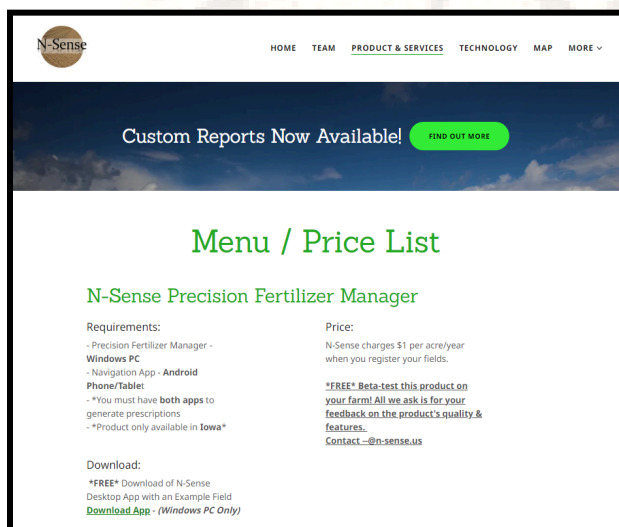 N-Sense
HOME TEAM PRODUCT & SERVICES TECHNOLOGY MAP MORE
Custom Reports Now Available!
FIND OUT MORE
Menu / Price List
N-Sense Precision Fertilizer Manager
Requirements:
- Precision Fertilizer Manager -
Windows PC
- Navigation App - Android
Phone/Tablet
- *You must have both apps to
generate prescriptions
- *Product only available in Iowa*
Price:
N-Sense charges $1 per acre/year
when you register your fields.
*FREE* Beta-test this product on
your farm! All we ask is for your
feedback on the product's quality &
features.
Contact --@n-sense.us
Download:
*FREE* Download of N-Sense
Desktop App with an Example Field
Download App - (Windows PC Only)